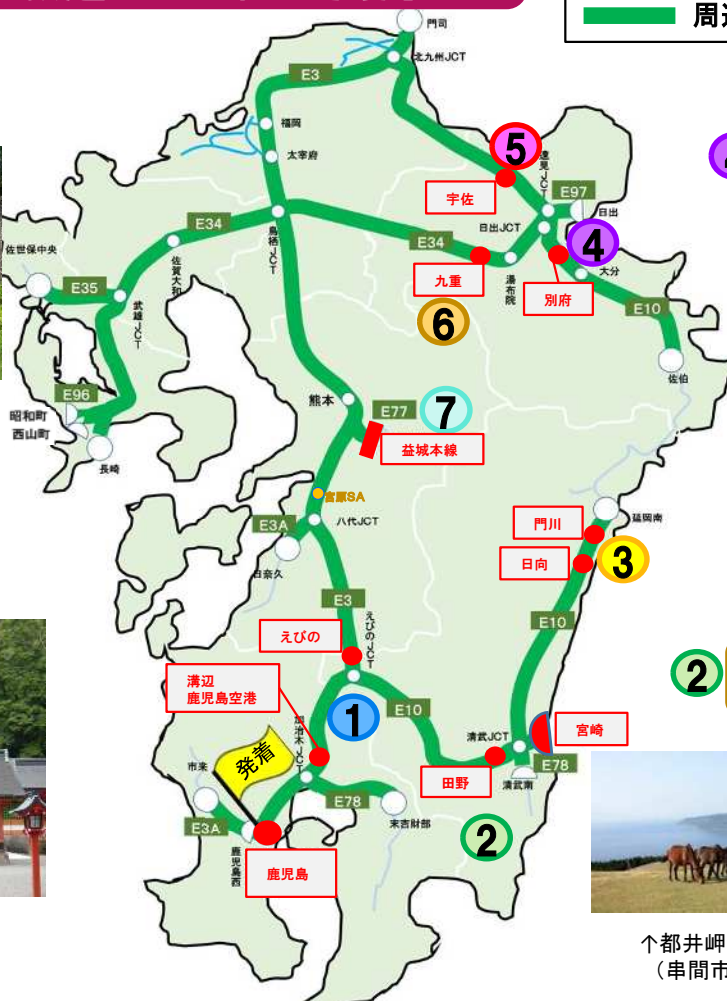 周
門司
北九州JCT
E3
福岡
太宰府
5
速見JCT
宇佐
E97
日出
日出JCT
4
E34
佐世保中央
佐賀大和
鳥栖JCT
E34
九重
湯布院
別府
大分
E35
武雄JCT
6
E10
佐伯
E96
昭和町
西山町
長崎
熊本
E77
7
益城本線
宮原SA
E3A
八代JCT
日奈久
門川
延岡南
日向
3
E3
えびの
えびのJCT
E10
溝辺
鹿児島空港
1
E10
2
加治木JCT
清武JCT
宮崎
発着
市来
田野
E78
清武南
E78
末吉財部
E3A
鹿児島西
鹿児島
2
↑都井岬
(串間市